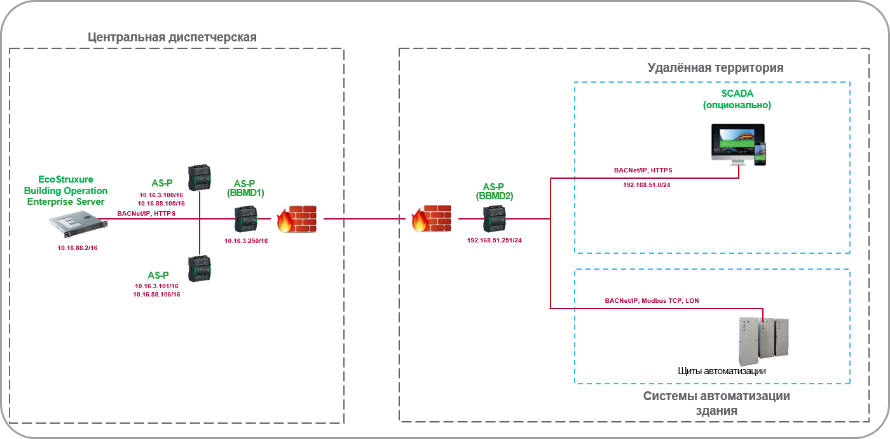 Центральная диспетчерская
Удалённая территория
SCADA
(опционально)
BACNet/IP, HTTPS
192.168.51.0/24
EcoStruxure
Building Operation
Enterprise Server
10.16.88.2/16
BACNet/IP, HTTPS
AS-P
10.16.3.100/16
10.16.88.105/16
AS-P
(BBMD1)
10.16.3.250/16
AS-P
10.16.3.101/16
10.16.88.106/16
AS-P
(BBMD2)
192.168.51.251/24
BACNet/IP, Modbus TCP, LON
Щиты автоматизации
Системы автоматизации
здания